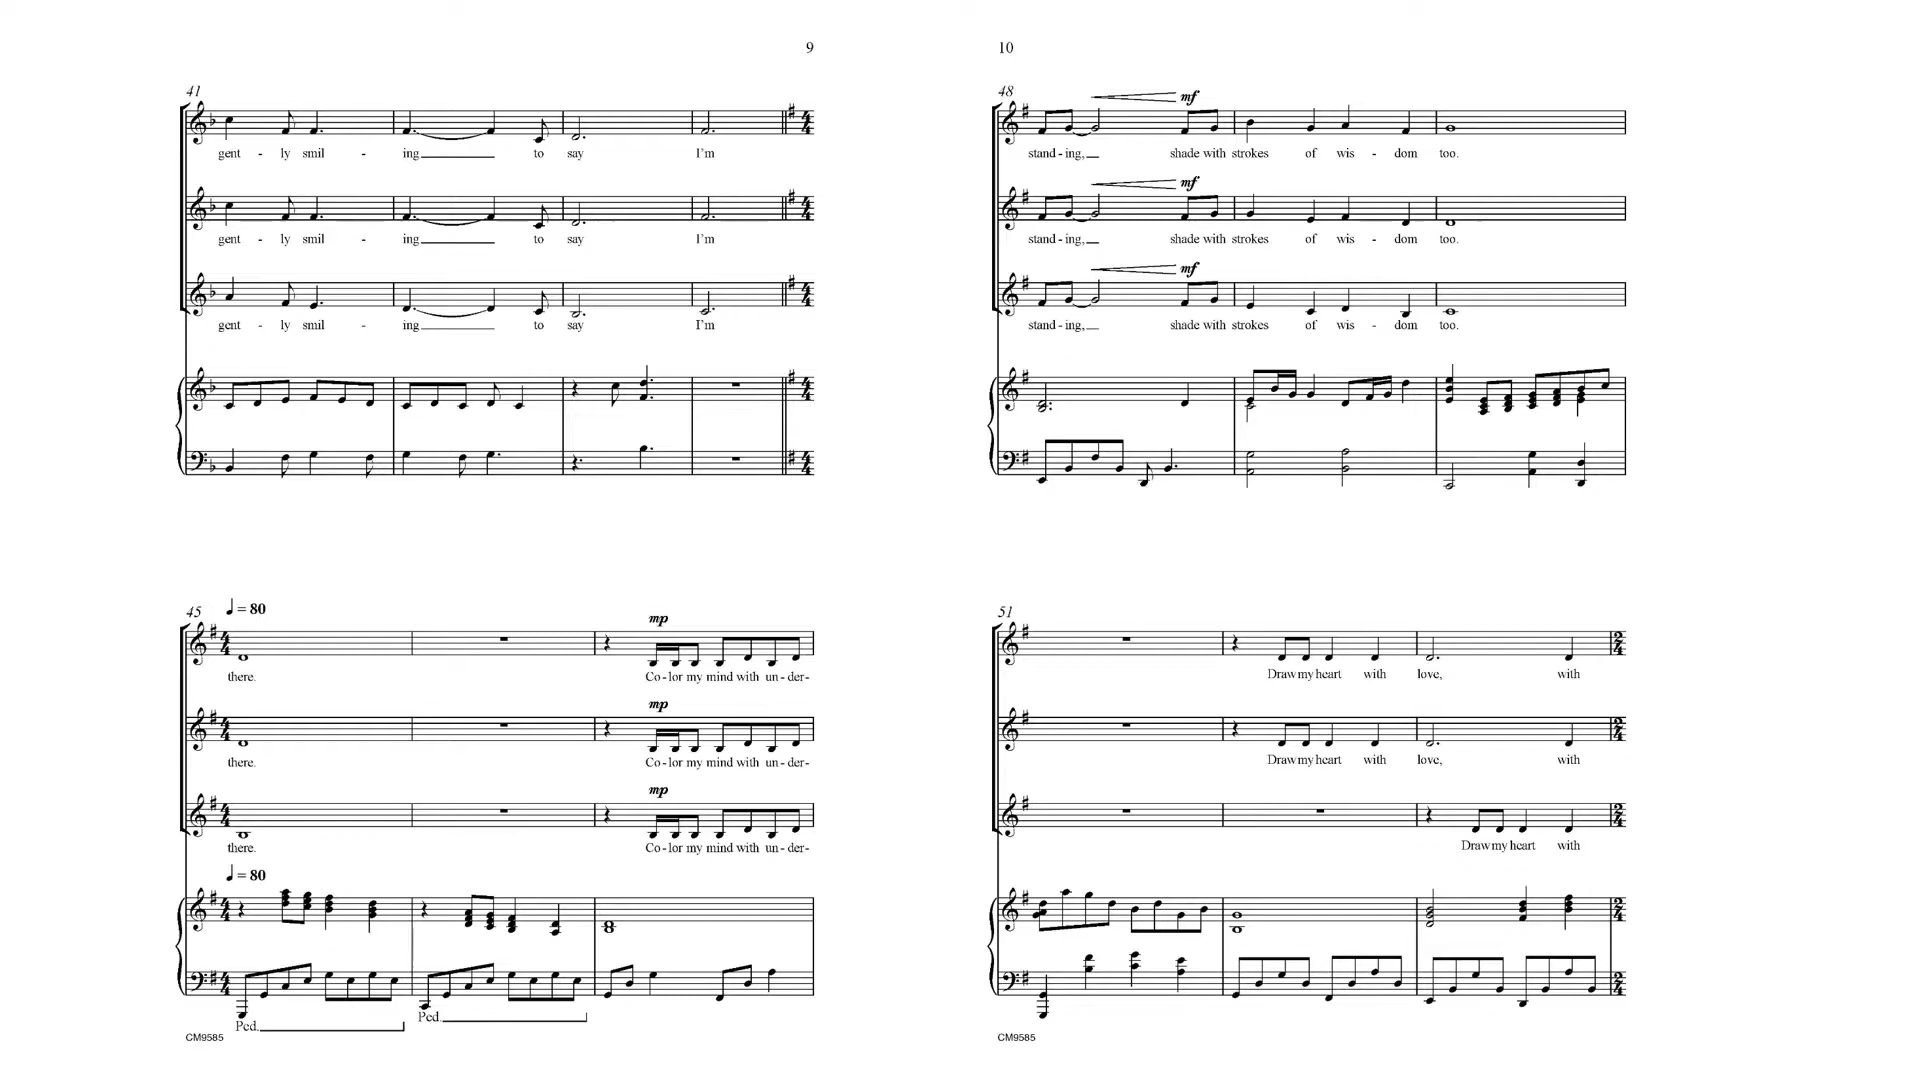 9
41
gent - ly smil - ing to say I'm
gent - ly smil - ing to say I'm
gent - ly smil - ing to say I'm
45 ♩ = 80
mp
there. Co - lor my mind with un - der-
mp
there. Co - lor my mind with un - der-
mp
there. Co - lor my mind with un - der-
♩ = 80
Ped. Ped.
CM9585
10
48
mf
stand - ing, shade with strokes of wis - dom too.
mf
stand - ing, shade with strokes of wis - dom too.
mf
stand - ing, shade with strokes of wis - dom too.
51
Draw my heart with love, with
Draw my heart with love, with
Draw my heart with
CM9585